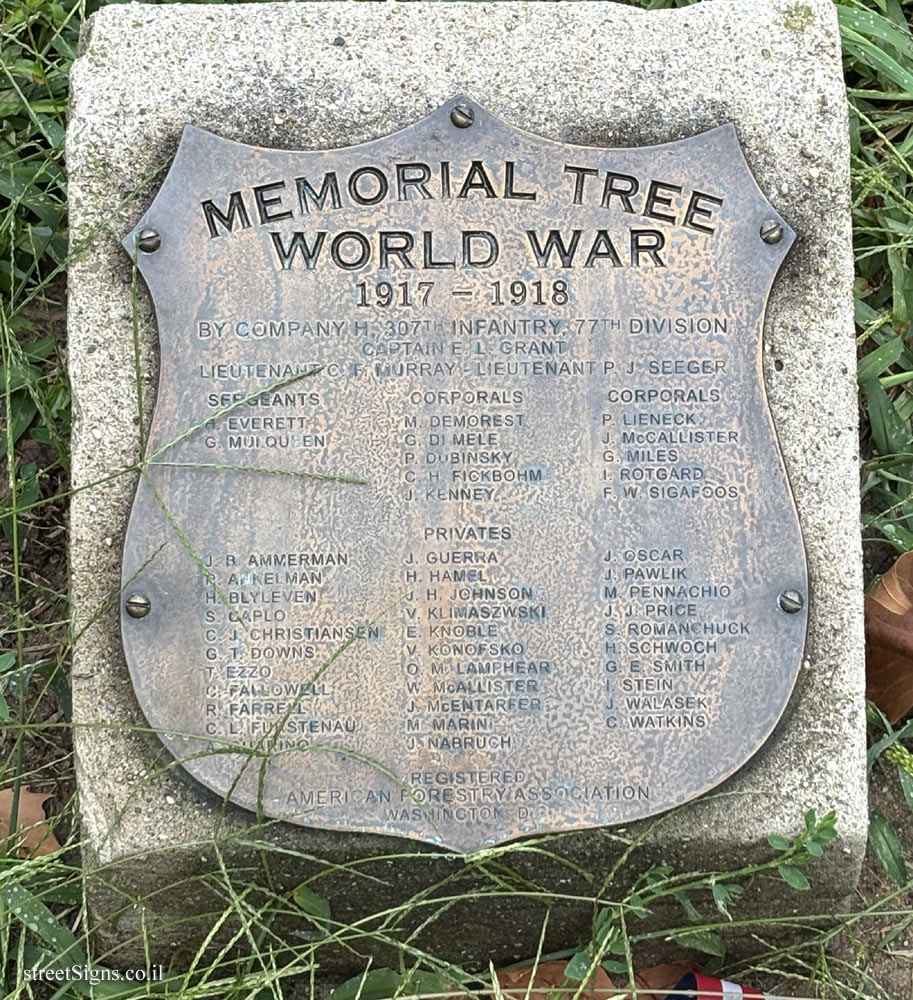 MEMORIAL TREE
WORLD WAR
1917 - 1918
BY COMPANY H, 307TH INFANTRY, 77TH DIVISION
CAPTAIN E. L. GRANT
LIEUTENANT C. F. MURRAY - LIEUTENANT P. J. SEEGER
SERGEANTS CORPORALS CORPORALS
H. EVERETT M. DEMOREST P. LIENECK
G. MULQUEEN G. DI MELE J. McCALLISTER
P. DUBINSKY G. MILES
C. H. FICKBOHM I. ROTGARD
J. KENNEY F. W. SIGAFOOS
PRIVATES
J. B. AMMERMAN J. GUERRA J. OSCAR
ANKELMAN H. HAMEL J. PAWLIK
H. BLYLEVEN J. H. JOHNSON M. PENNACHIO
S. CAPLO V. KLIMASZWSKI J. J. PRICE
C. J. CHRISTIANSEN E. KNOBLE S. ROMANCHUCK
G. T. DOWNS V. KONOFSKO H. SCHWOCH
T. EZZO O. M. LAMPHEAR G. E. SMITH
C. FALLOWELL W. McALLISTER I. STEIN
R. FARRELL J. McENTARFER J. WALASEK
C. L. FURSTENAU M. MARINI C. WATKINS
J. NABRUCH
REGISTERED
AMERICAN FORESTRY ASSOCIATION
WASHINGTON, D.C.
streetSigns.co.il